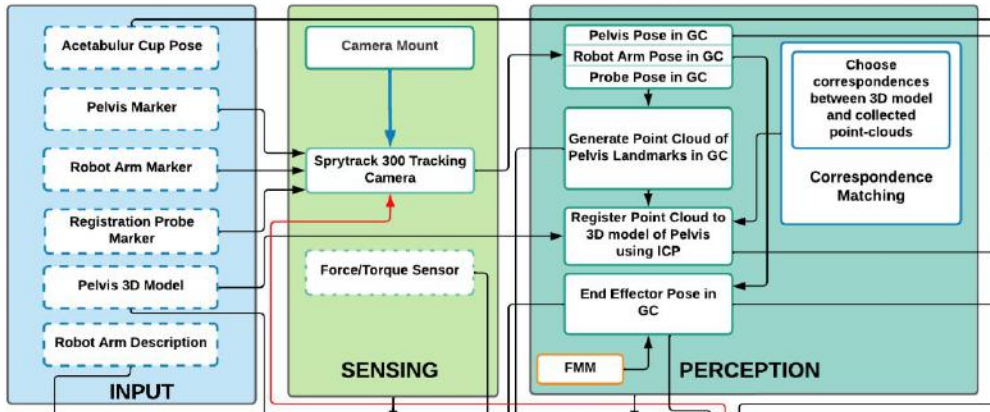 Acetabulur Cup Pose
Pelvis Marker
Robot Arm Marker
Registration Probe
Marker
Pelvis 3D Model
Robot Arm Description
INPUT
Camera Mount
Sprytrack 300 Tracking
Camera
Force/Torque Sensor
SENSING
Pelvis Pose in GC
Robot Arm Pose in GC
Probe Pose in GC
Generate Point Cloud of
Pelvis Landmarks in GC
Register Point Cloud to
3D model of Pelvis
using ICP
End Effector Pose in
GC
FMM
Choose
correspondences
between 3D model
and collected
point-clouds
Correspondence
Matching
PERCEPTION